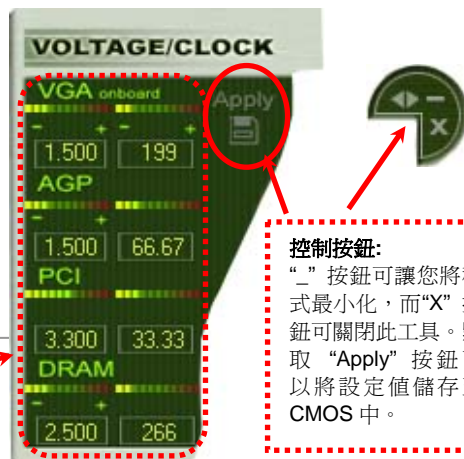 VOLTAGE/CLOCK
VGA onboard
Apply
- + - +
1.500 199
AGP
- +
1.500 66.67
PCI
3.300 33.33
DRAM
- +
2.500 266
X
控制按鈕:
“_” 按鈕可讓您將
式最小化，而“X”
鈕可關閉此工具。
取 “Apply” 按鈕
以將設定值儲存
CMOS 中。